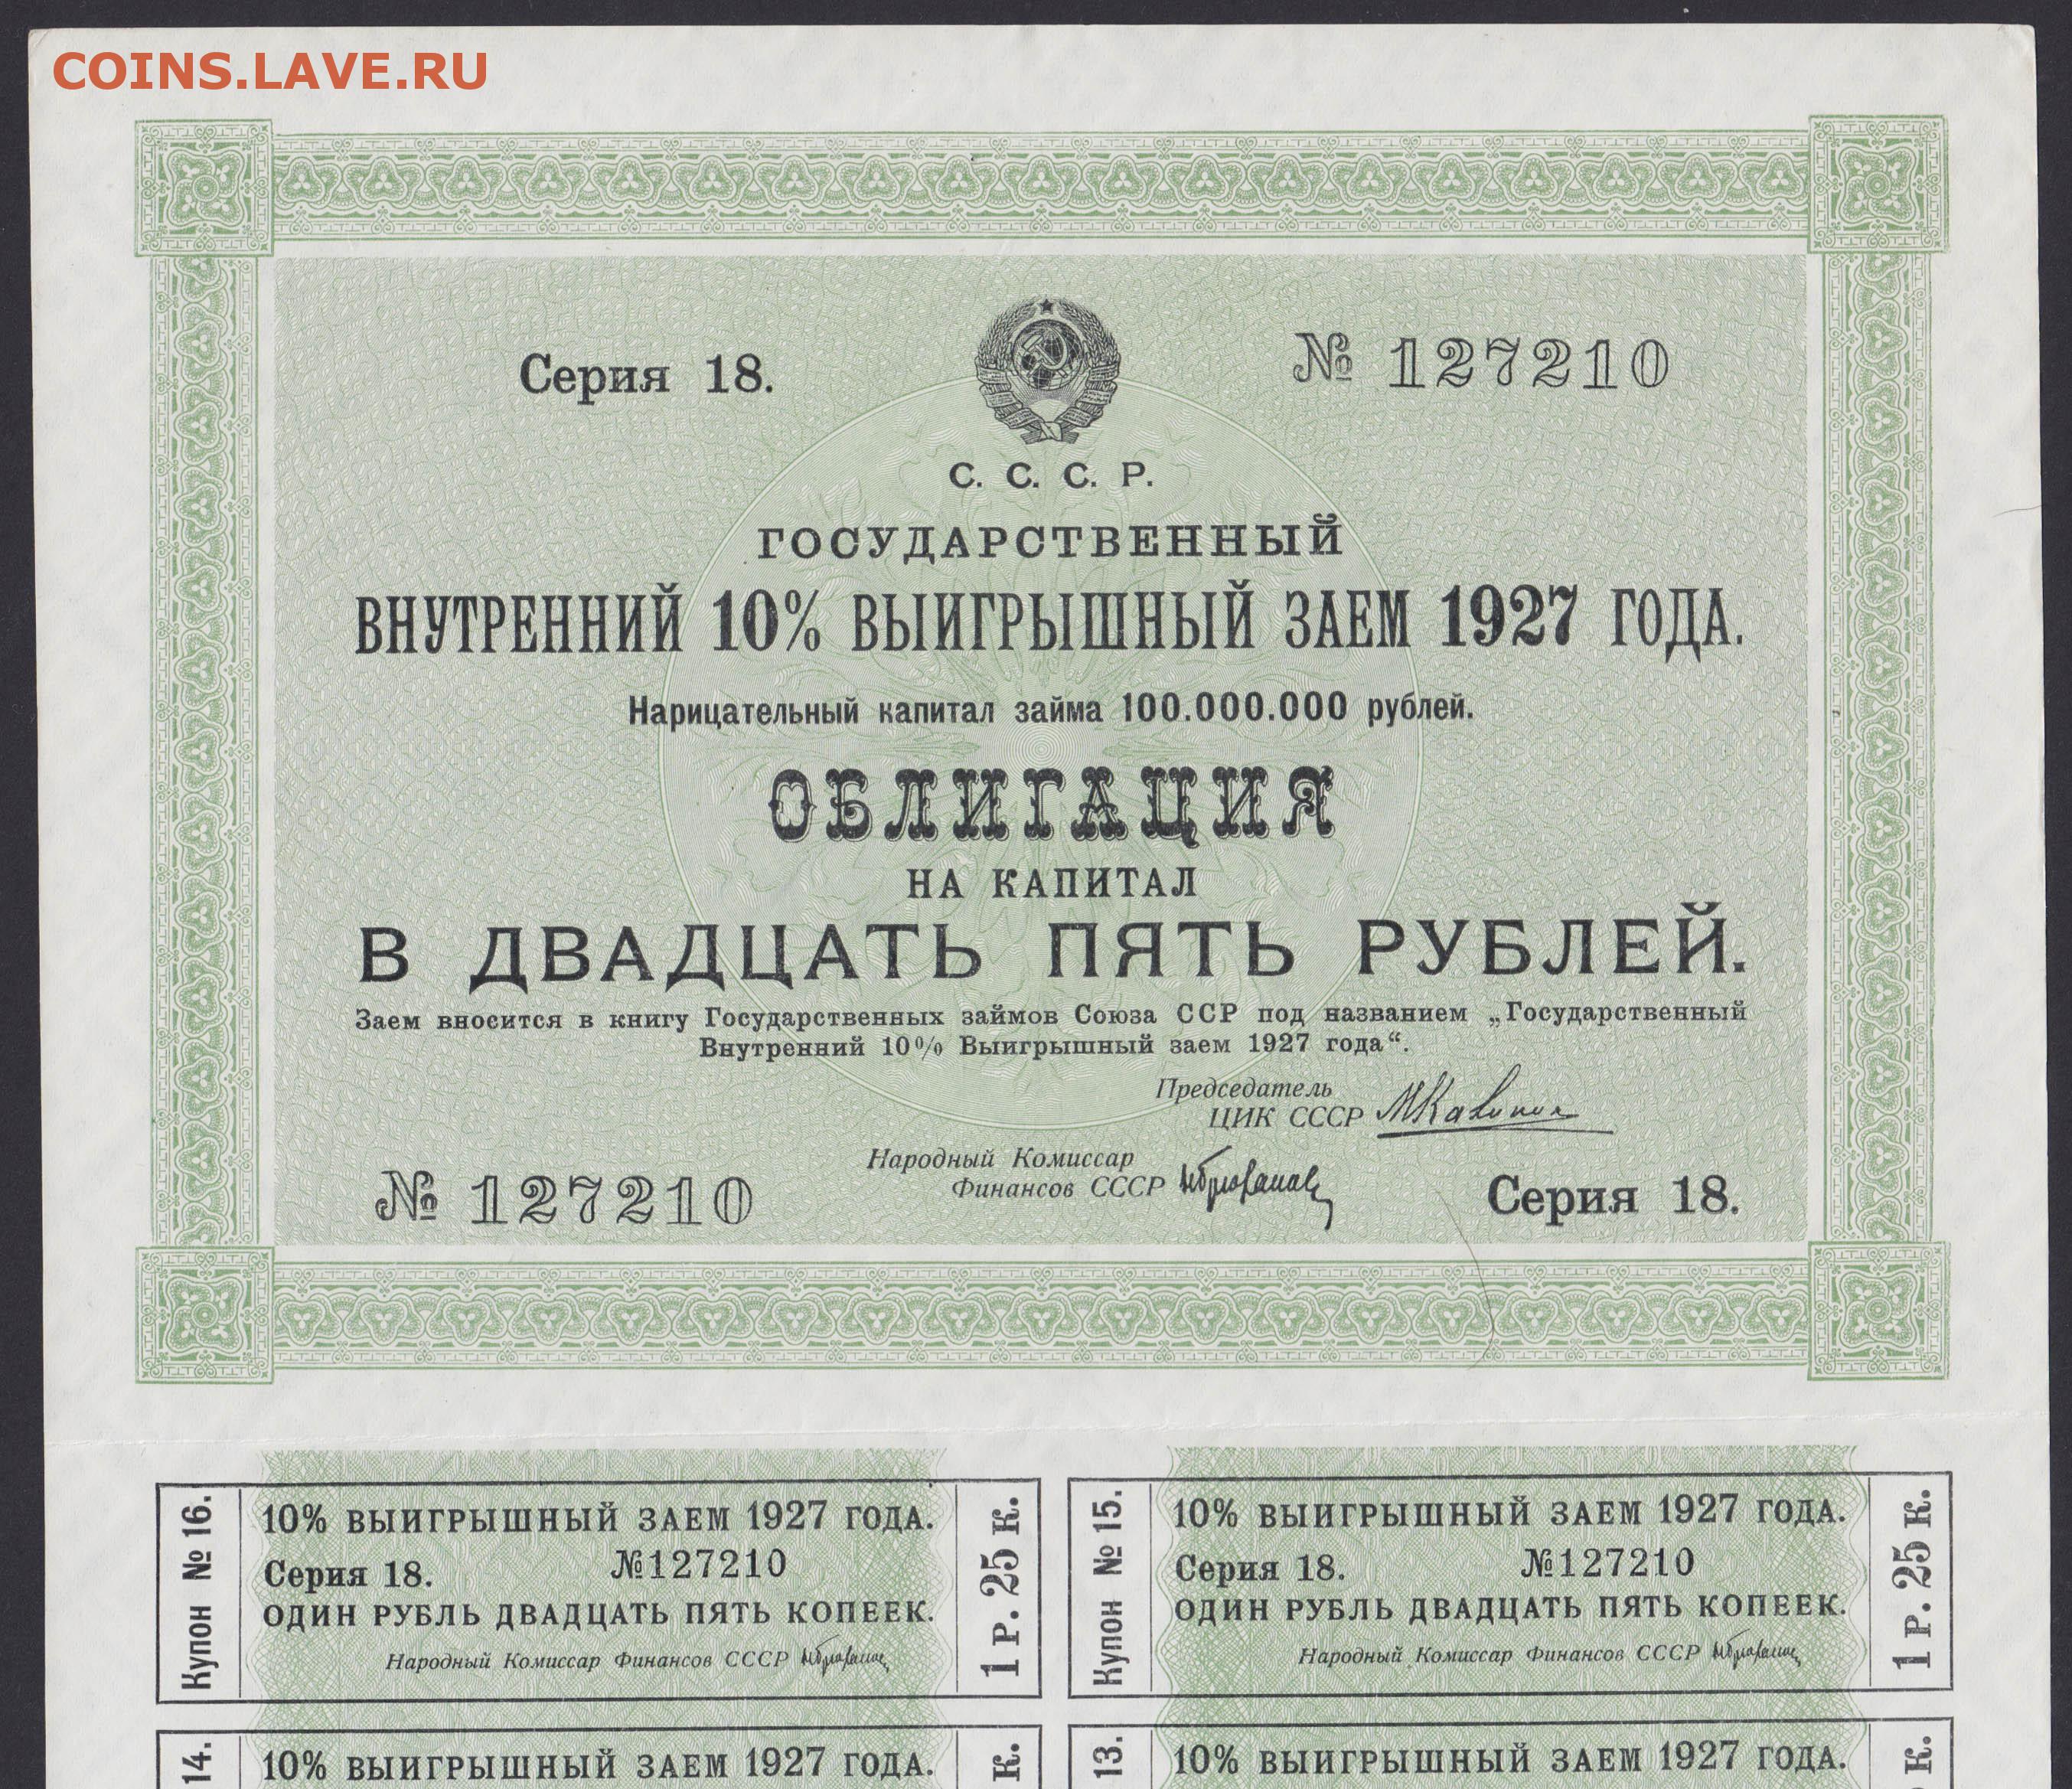 COINS.LAVE.RU
Серия 18.
№ 127210
С. С. С. Р.
ГОСУДАРСТВЕННЫЙ
ВНУТРЕННИЙ 10% ВЫИГРЫШНЫЙ ЗАЕМ 1927 ГОДА.
Нарицательный капитал займа 100.000.000 рублей.
ОБЛИГАЦИЯ
НА КАПИТАЛ
В ДВАДЦАТЬ ПЯТЬ РУБЛЕЙ.
Заем вносится в книгу Государственных займов Союза ССР под названием „Государственный
Внутренний 10% Выигрышный заем 1927 года“.
Председатель
ЦИК СССР МКалинин
Народный Комиссар
Финансов СССР НБрюханов
№ 127210
Серия 18.
Купон № 16.
10% ВЫИГРЫШНЫЙ ЗАЕМ 1927 ГОДА.
Серия 18. №127210
ОДИН РУБЛЬ ДВАДЦАТЬ ПЯТЬ КОПЕЕК.
Народный Комиссар Финансов СССР НБрюханов
1 Р. 25 К.
Купон № 15.
10% ВЫИГРЫШНЫЙ ЗАЕМ 1927 ГОДА.
Серия 18. №127210
ОДИН РУБЛЬ ДВАДЦАТЬ ПЯТЬ КОПЕЕК.
Народный Комиссар Финансов СССР НБрюханов
1 Р. 25 К.
14.
10% ВЫИГРЫШНЫЙ ЗАЕМ 1927 ГОДА.
К.
13.
10% ВЫИГРЫШНЫЙ ЗАЕМ 1927 ГОДА.
К.